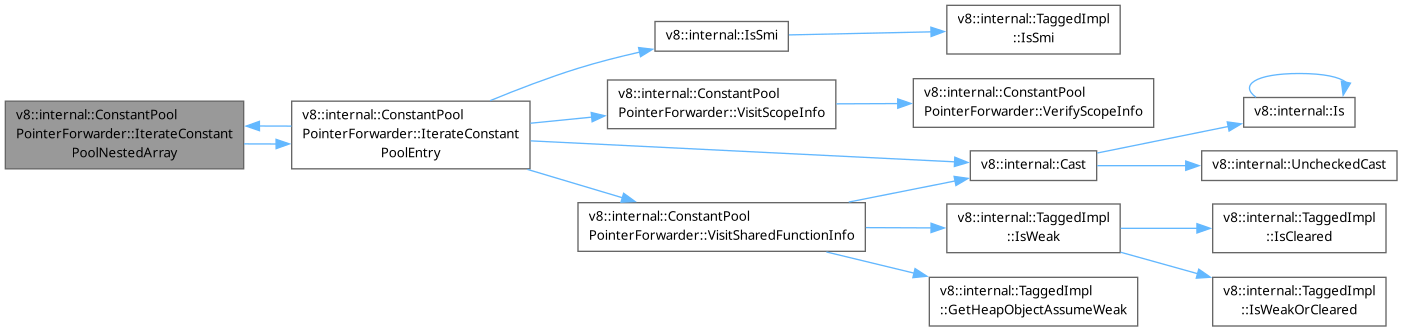 v8::internal::ConstantPool
PointerForwarder::IterateConstant
PoolNestedArray
v8::internal::ConstantPool
PointerForwarder::IterateConstant
PoolEntry
v8::internal::IsSmi
v8::internal::TaggedImpl
::IsSmi
v8::internal::ConstantPool
PointerForwarder::VisitScopeInfo
v8::internal::ConstantPool
PointerForwarder::VerifyScopeInfo
v8::internal::Cast
v8::internal::Is
v8::internal::UncheckedCast
v8::internal::ConstantPool
PointerForwarder::VisitSharedFunctionInfo
v8::internal::TaggedImpl
::IsWeak
v8::internal::TaggedImpl
::IsCleared
v8::internal::TaggedImpl
::IsWeakOrCleared
v8::internal::TaggedImpl
::GetHeapObjectAssumeWeak